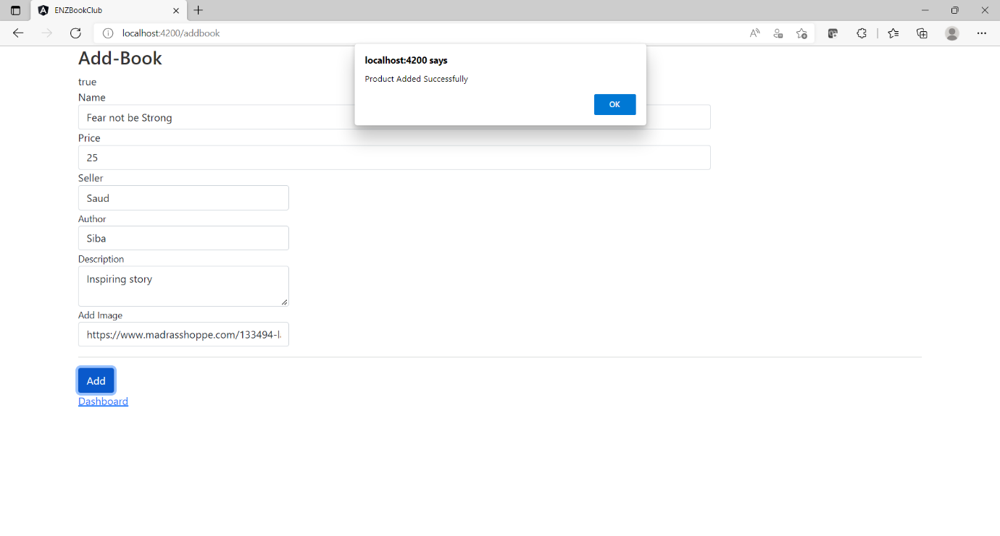 ENZBookClub
localhost:4200/addbook
Add-Book
localhost:4200 says
Product Added Successfully
OK
true
Name
Fear not be Strong
Price
25
Seller
Saud
Author
Siba
Description
Inspiring story
Add Image
https://www.madrasshoppe.com/133494-l
Add
Dashboard